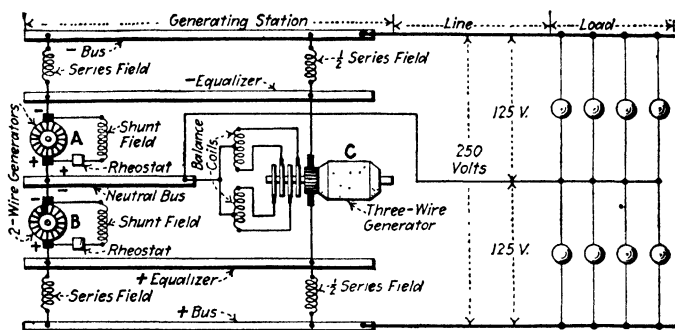 Generating Station
Line
Load
- Bus
Series Field
½ Series Field
- Equalizer
2-Wire Generators
-
A
+
Shunt Field
Rheostat
+
-
Neutral Bus
-
B
+
Shunt Field
Rheostat
Balance Coils
C
Three-Wire Generator
250 Volts
125 V.
125 V.
+ Equalizer
Series Field
½ Series Field
+ Bus